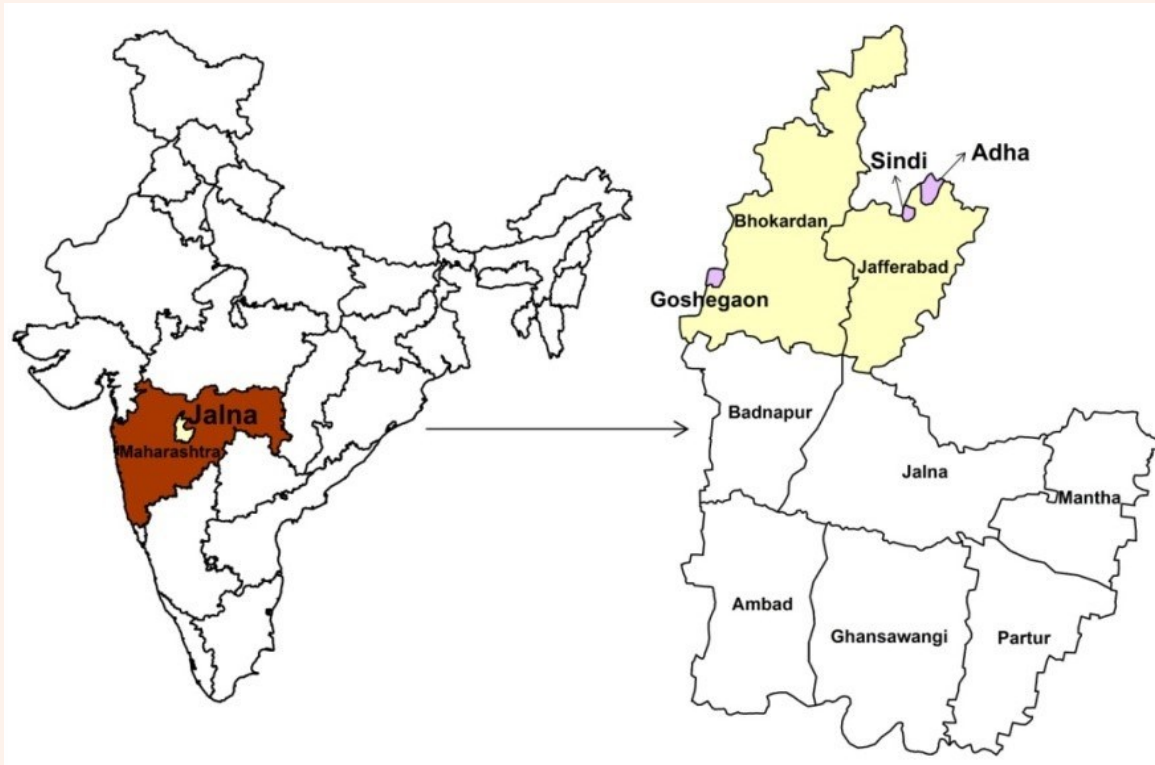 Jalna
Maharashtra
Sindi
Adha
Bhokardan
Jafferabad
Goshegaon
Badnapur
Jalna
Mantha
Ambad
Ghansawangi
Partur